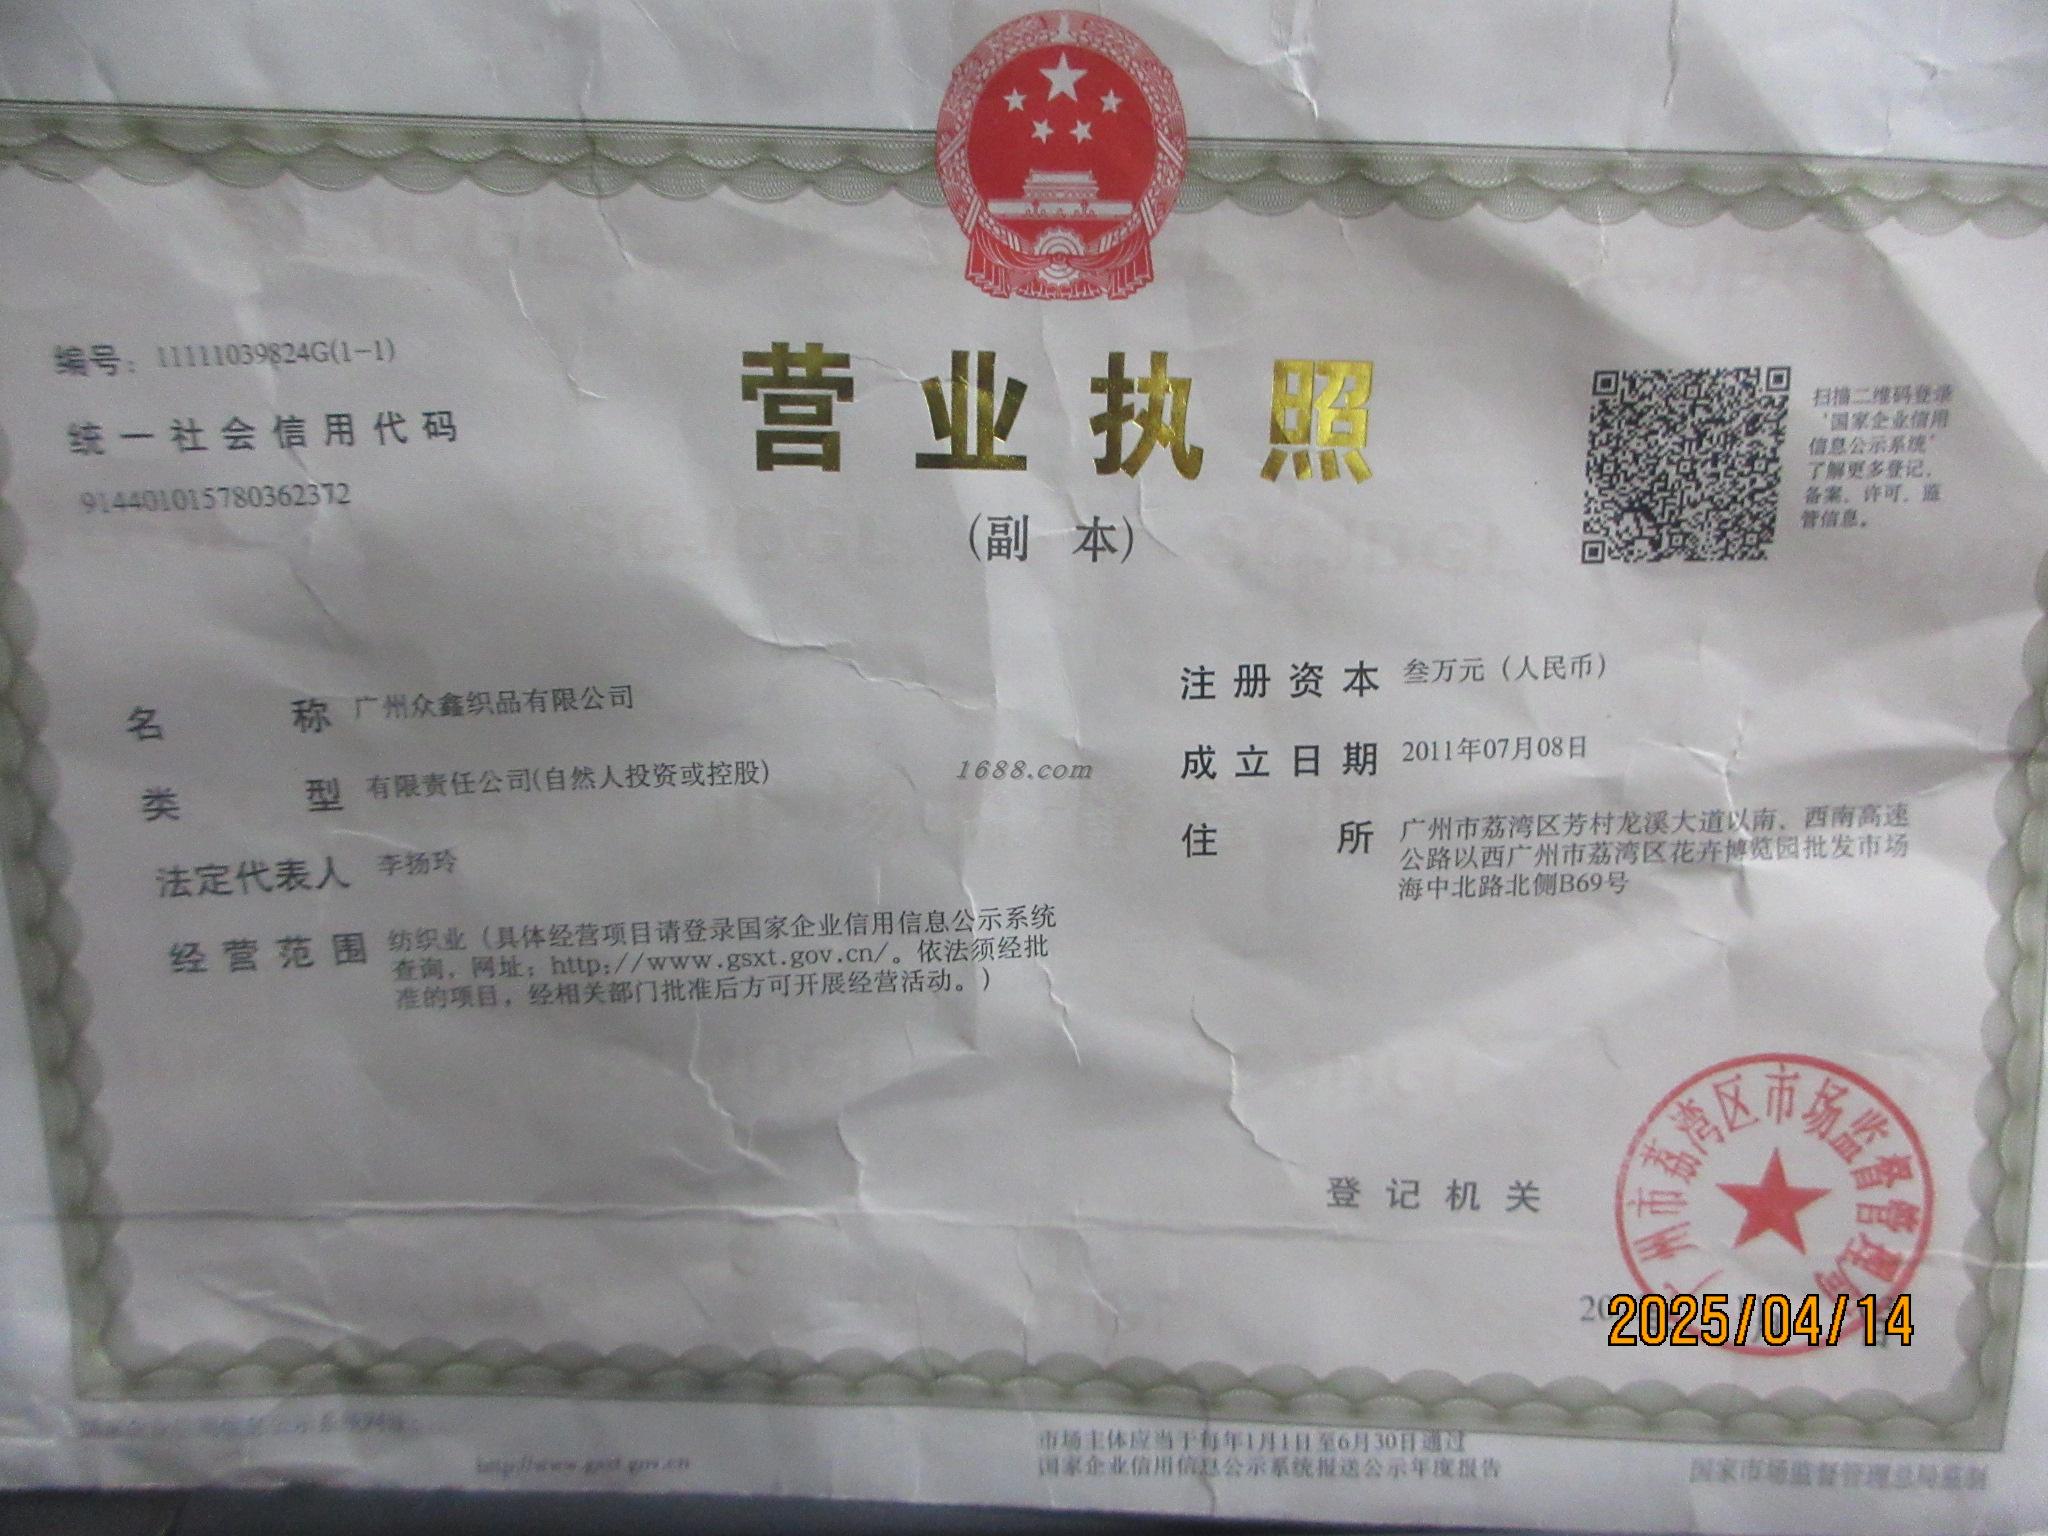 编号：11111039824G(1-1)
统一社会信用代码
914401015780362372
营业执照
(副 本)
扫描二维码登录
‘国家企业信用
信息公示系统’
了解更多登记、
备案、许可、监
管信息。
名 称 广州众鑫织品有限公司
类 型 有限责任公司(自然人投资或控股)
法定代表人 李扬玲
经营范围 纺织业（具体经营项目请登录国家企业信用信息公示系统
查询，网址：http://www.gsxt.gov.cn/。依法须经批
准的项目，经相关部门批准后方可开展经营活动。）
1688.com
注册资本 叁万元（人民币）
成立日期 2011年07月08日
住 所 广州市荔湾区芳村龙溪大道以南、西南高速
公路以西广州市荔湾区花卉博览园批发市场
海中北路北侧B69号
登记机关
广州市荔湾区市场监督管理局
2025/04/14
http://www.gsxt.gov.cn
市场主体应当于每年1月1日至6月30日通过
国家企业信用信息公示系统报送公示年度报告
国家市场监督管理总局监制